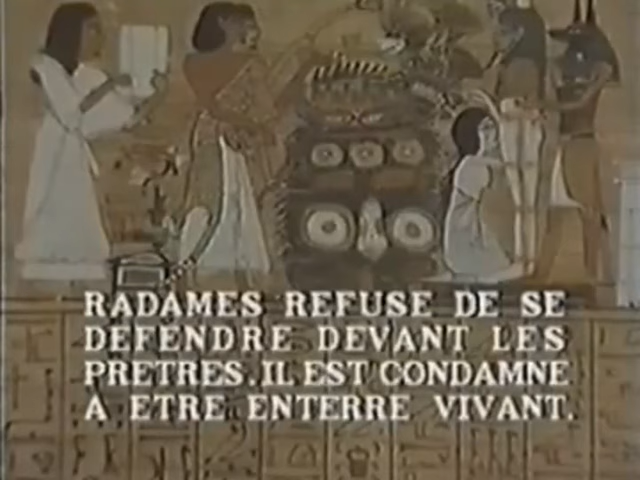 RADAMES REFUSE DE SE
DEFENDRE DEVANT LES
PRETRES. IL EST CONDAMNE
A ETRE ENTERRE VIVANT.